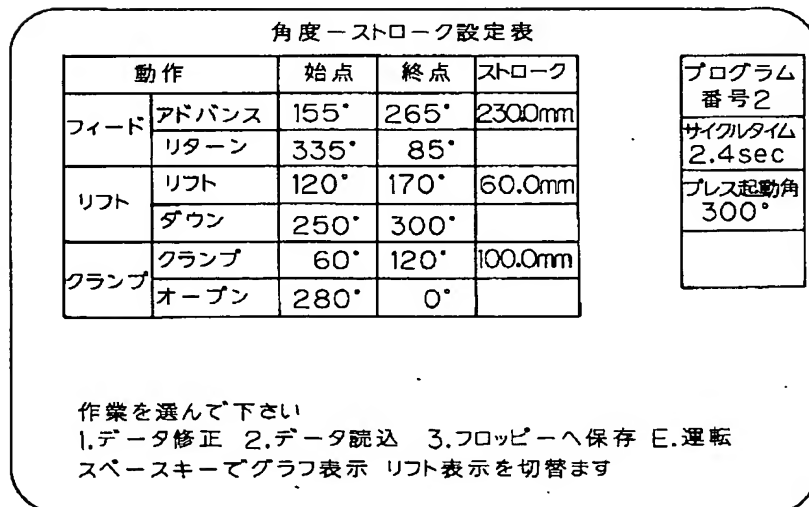 角度ーストローク設定表
動作 始点 終点 ストローク
フィード アドバンス 155° 265° 230.0mm
リターン 335° 85°
リフト リフト 120° 170° 60.0mm
ダウン 250° 300°
クランプ クランプ 60° 120° 100.0mm
オープン 280° 0°
プログラム
番号2
サイクルタイム
2.4sec
プレス起動角
300°
作業を選んで下さい
1.データ修正 2.データ読込 3.フロッピーへ保存 E.運転
スペースキーでグラフ表示 リフト表示を切替ます